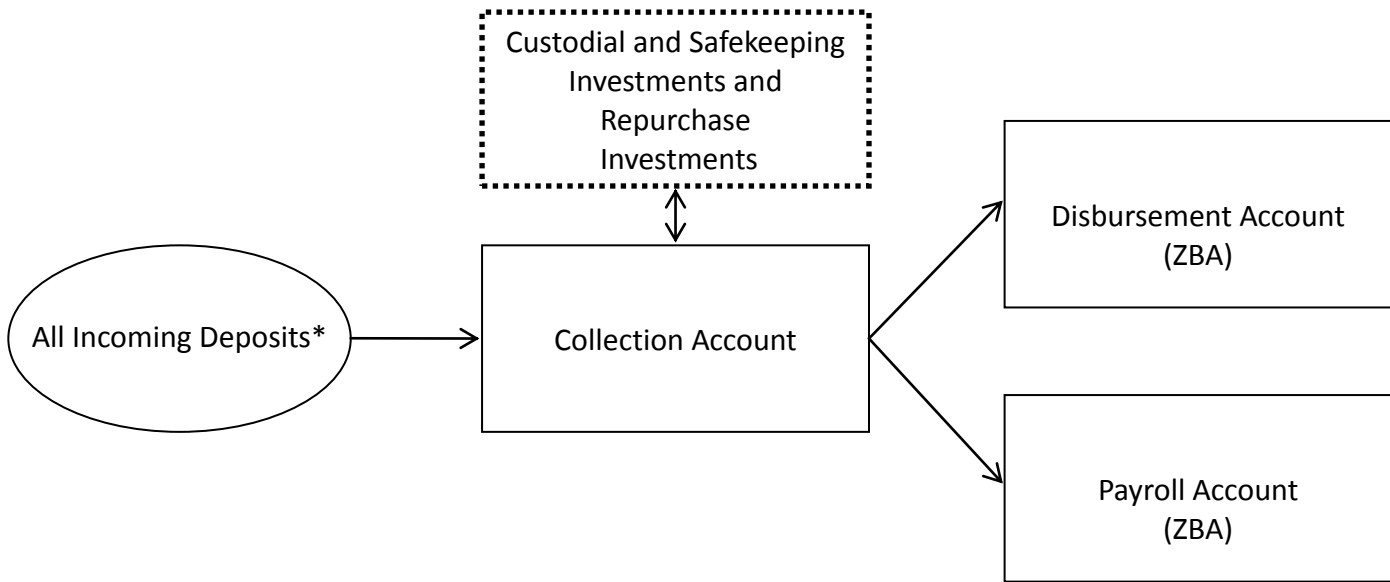 Custodial and Safekeeping
Investments and
Repurchase
Investments
All Incoming Deposits*
Collection Account
Disbursement Account
(ZBA)
Payroll Account
(ZBA)